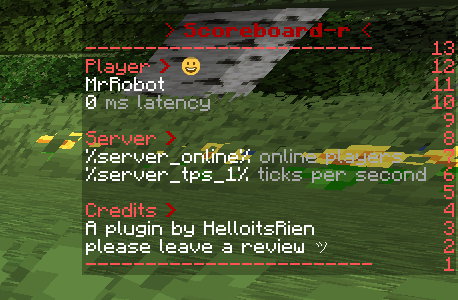 > Scoreboard-r <
------------------------------ 13
Player > 😀 12
MrRobot 11
0 ms latency 10
9
Server > 8
%server_online% online players 7
%server_tps_1% ticks per second 6
5
Credits > 4
A plugin by HelloitsRien 3
please leave a review ツ 2
------------------------------ 1